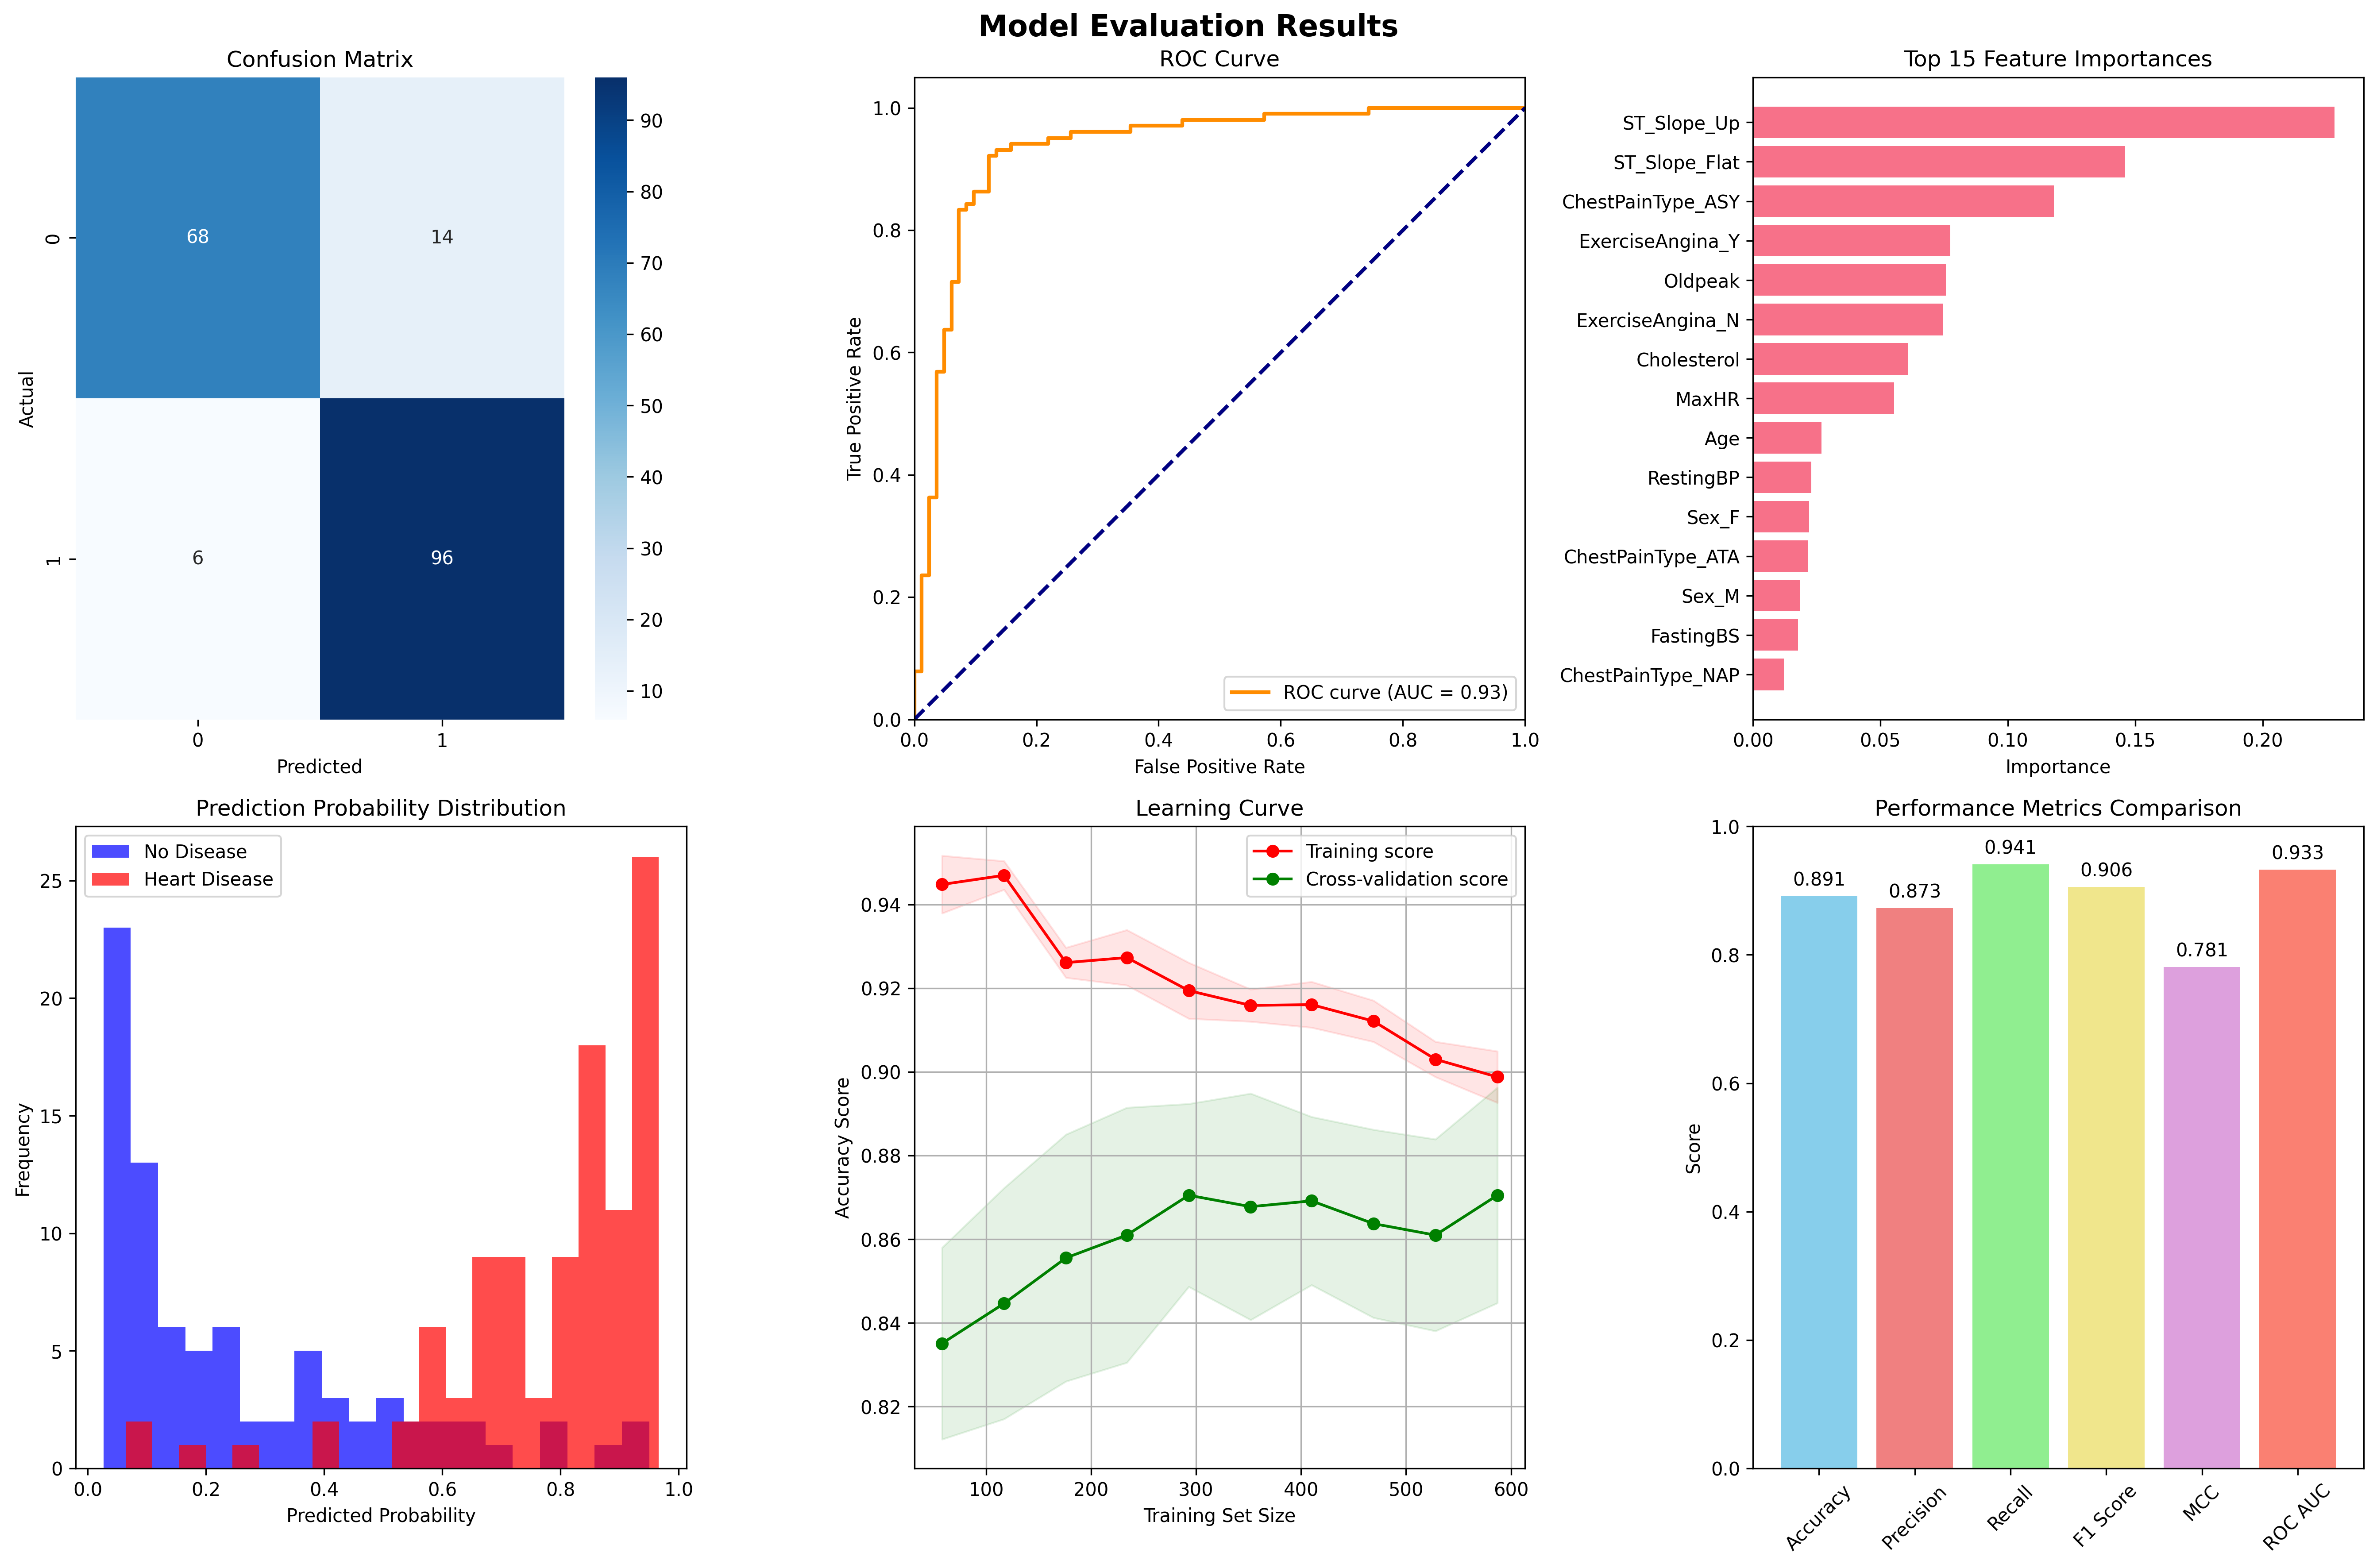 Model Evaluation Results
Confusion Matrix
68
14
6
96
0
1
Actual
0
1
Predicted
90
80
70
60
50
40
30
20
10
ROC Curve
1.0
0.8
0.6
0.4
0.2
0.0
True Positive Rate
ROC curve (AUC = 0.93)
0.0
0.2
0.4
0.6
0.8
1.0
False Positive Rate
Top 15 Feature Importances
ST_Slope_Up
ST_Slope_Flat
ChestPainType_ASY
ExerciseAngina_Y
Oldpeak
ExerciseAngina_N
Cholesterol
MaxHR
Age
RestingBP
Sex_F
ChestPainType_ATA
Sex_M
FastingBS
ChestPainType_NAP
0.00
0.05
0.10
0.15
0.20
Importance
Prediction Probability Distribution
No Disease
Heart Disease
25
20
15
10
5
0
Frequency
0.0
0.2
0.4
0.6
0.8
1.0
Predicted Probability
Learning Curve
Training score
Cross-validation score
0.94
0.92
0.90
0.88
0.86
0.84
0.82
Accuracy Score
100
200
300
400
500
600
Training Set Size
Performance Metrics Comparison
1.0
0.8
0.6
0.4
0.2
0.0
Score
0.891
0.873
0.941
0.906
0.781
0.933
Accuracy
Precision
Recall
F1 Score
MCC
ROC AUC